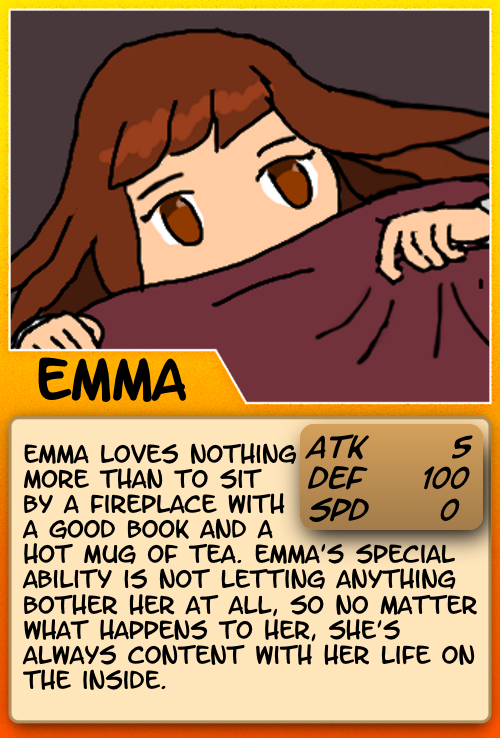 EMMA
ATK 5
DEF 100
SPD 0
EMMA LOVES NOTHING
MORE THAN TO SIT
BY A FIREPLACE WITH
A GOOD BOOK AND A
HOT MUG OF TEA. EMMA'S SPECIAL
ABILITY IS NOT LETTING ANYTHING
BOTHER HER AT ALL, SO NO MATTER
WHAT HAPPENS TO HER, SHE'S
ALWAYS CONTENT WITH HER LIFE ON
THE INSIDE.